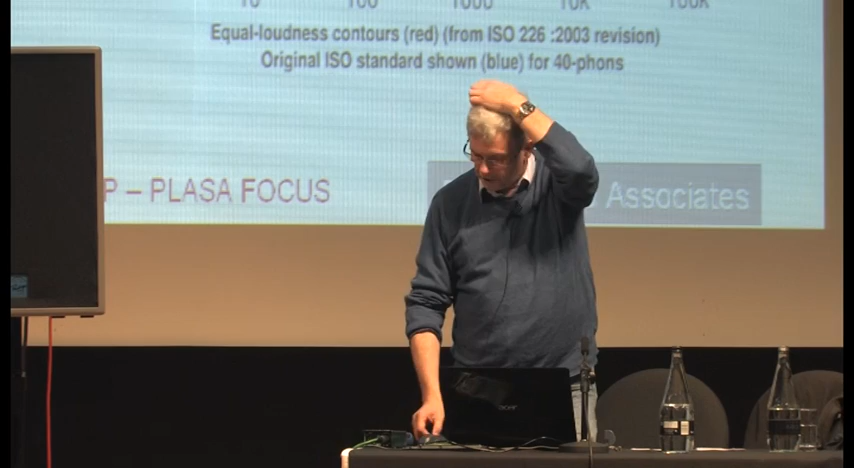 10 100 1000 10K 100K
Equal-loudness contours (red) (from ISO 226 :2003 revision)
Original ISO standard shown (blue) for 40-phons
P – PLASA FOCUS
Associates
acer